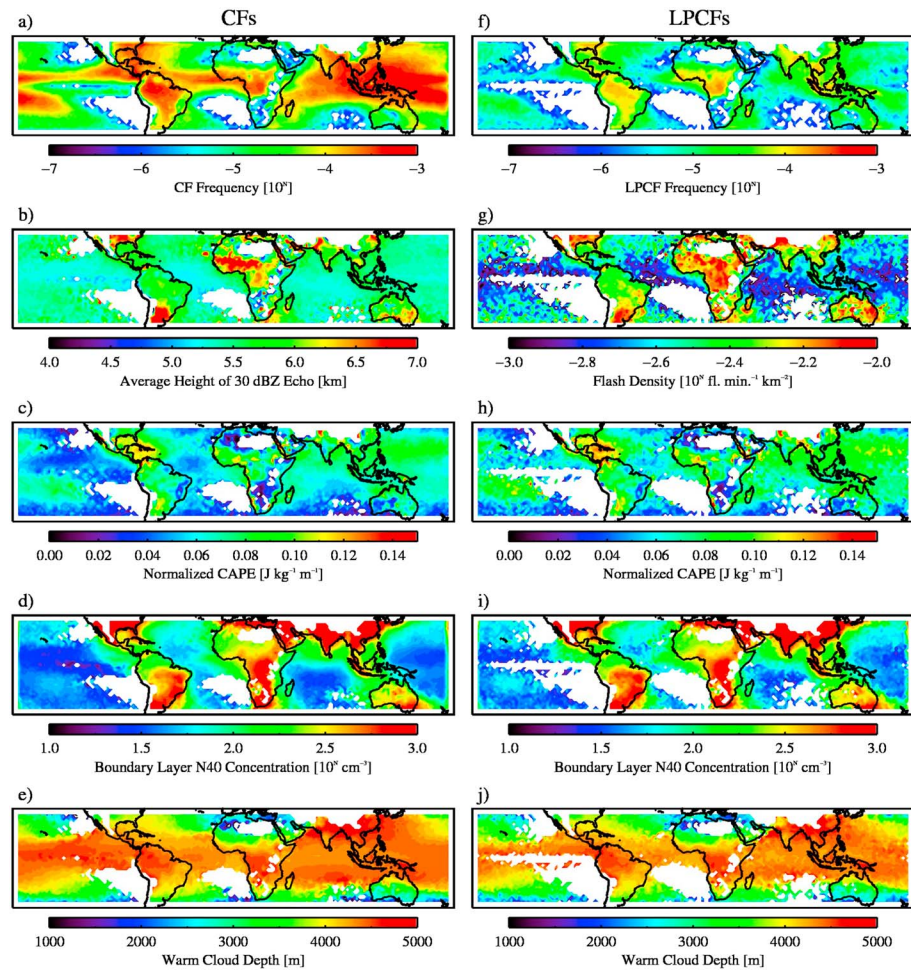 CFs
LPCFs
a)
f)
−7 −6 −5 −4 −3
CF Frequency [10ᴺ]
−7 −6 −5 −4 −3
LPCF Frequency [10ᴺ]
b)
g)
4.0 4.5 5.0 5.5 6.0 6.5 7.0
Average Height of 30 dBZ Echo [km]
−3.0 −2.8 −2.6 −2.4 −2.2 −2.0
Flash Density [10ᴺ fl. min.⁻¹ km⁻²]
c)
h)
0.00 0.02 0.04 0.06 0.08 0.10 0.12 0.14
Normalized CAPE [J kg⁻¹ m⁻¹]
0.00 0.02 0.04 0.06 0.08 0.10 0.12 0.14
Normalized CAPE [J kg⁻¹ m⁻¹]
d)
i)
1.0 1.5 2.0 2.5 3.0
Boundary Layer N40 Concentration [10ᴺ cm⁻³]
1.0 1.5 2.0 2.5 3.0
Boundary Layer N40 Concentration [10ᴺ cm⁻³]
e)
j)
1000 2000 3000 4000 5000
Warm Cloud Depth [m]
1000 2000 3000 4000 5000
Warm Cloud Depth [m]